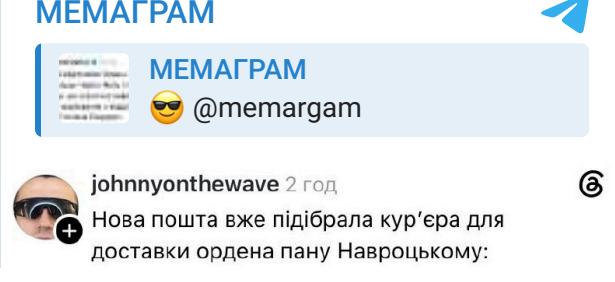 МЕМАГРАМ
МЕМАГРАМ
😎 @memargam
johnnyonthewave 2 год
Нова пошта вже підібрала кур’єра для
доставки ордена пану Навроцькому: